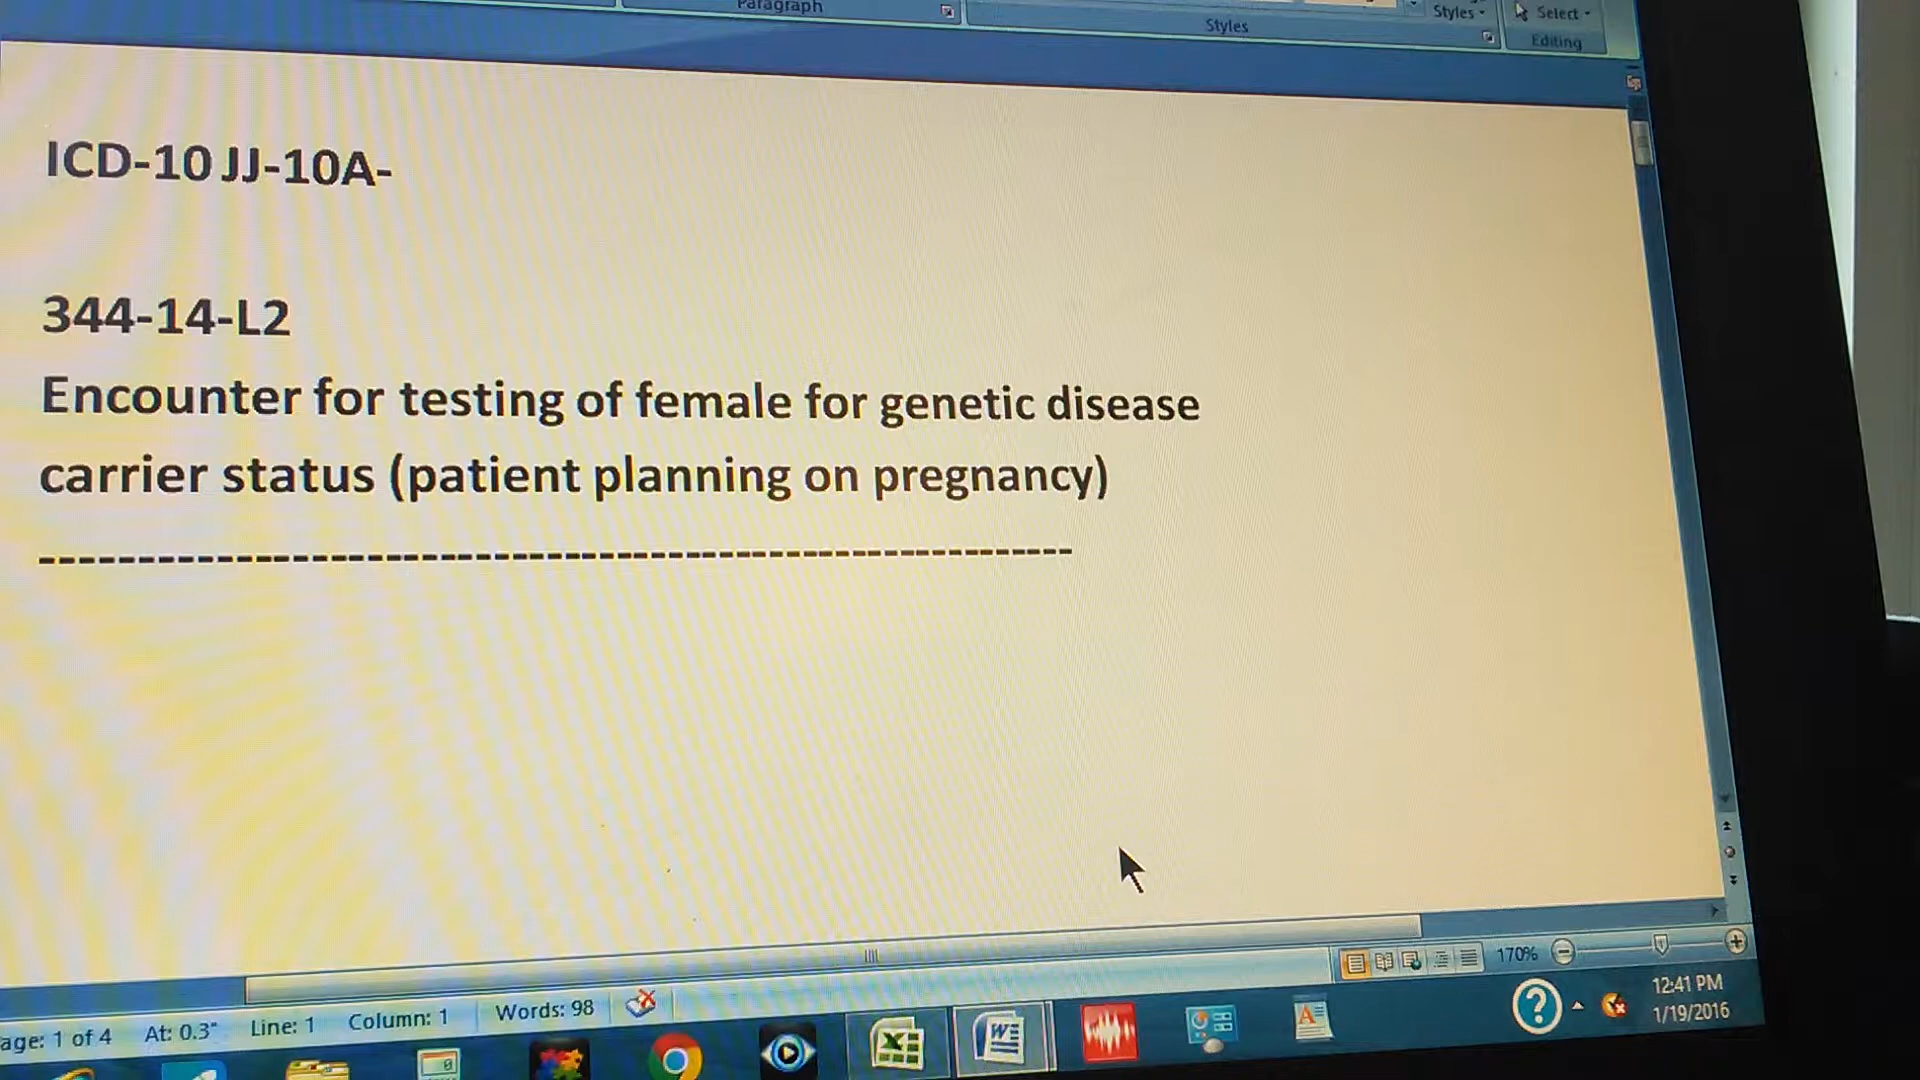 Paragraph
Styles
Styles
Select
Editing
ICD-10 JJ-10A-
344-14-L2
Encounter for testing of female for genetic disease
carrier status (patient planning on pregnancy)
--------------------------------------------------------
170%
age: 1 of 4 At: 0.3" Line: 1 Column: 1 Words: 98
12:41 PM
1/19/2016